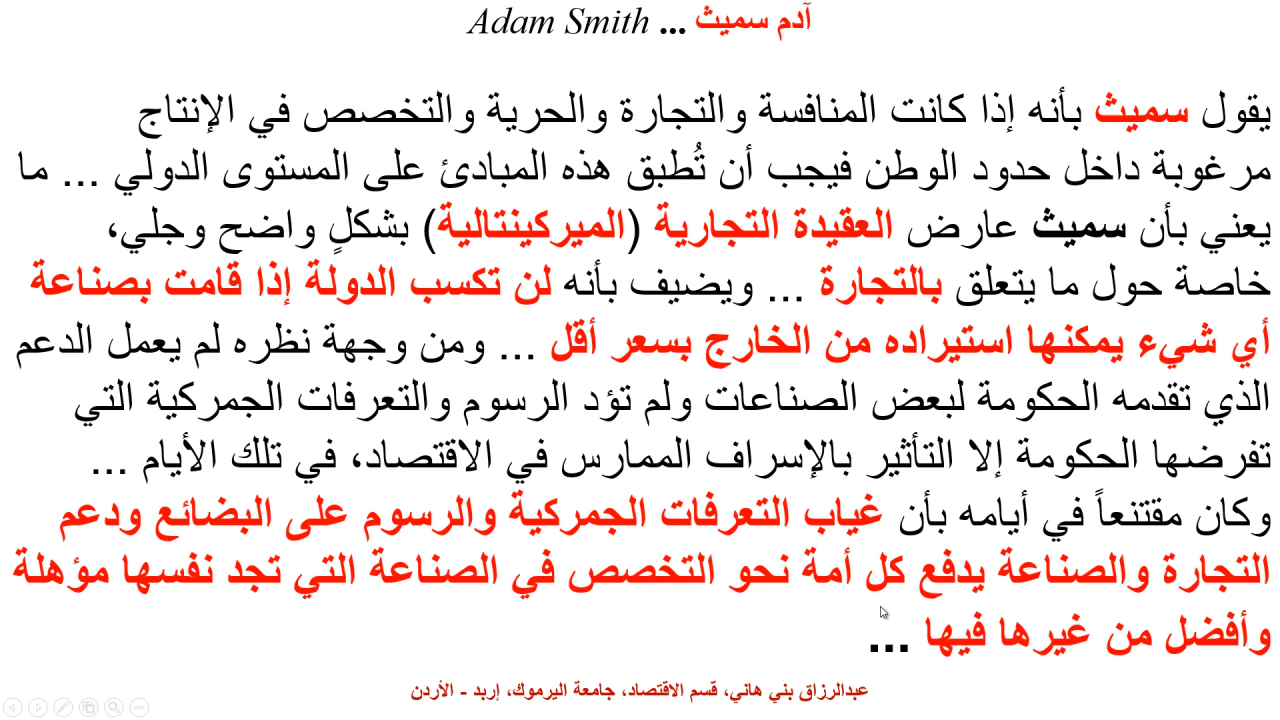 آدم سميث ... Adam Smith
يقول سميث بأنه إذا كانت المنافسة والتجارة والحرية والتخصص في الإنتاج
مرغوبة داخل حدود الوطن فيجب أن تُطبق هذه المبادئ على المستوى الدولي ... ما
يعني بأن سميث عارض العقيدة التجارية (الميركينتالية) بشكلٍ واضح وجلي،
خاصة حول ما يتعلق بالتجارة ... ويضيف بأنه لن تكسب الدولة إذا قامت بصناعة
أي شيء يمكنها استيراده من الخارج بسعر أقل ... ومن وجهة نظره لم يعمل الدعم
الذي تقدمه الحكومة لبعض الصناعات ولم تؤد الرسوم والتعرفات الجمركية التي
تفرضها الحكومة إلا التأثير بالإسراف الممارس في الاقتصاد، في تلك الأيام ...
وكان مقتنعاً في أيامه بأن غياب التعرفات الجمركية والرسوم على البضائع ودعم
التجارة والصناعة يدفع كل أمة نحو التخصص في الصناعة التي تجد نفسها مؤهلة
وأفضل من غيرها فيها ...
عبدالرزاق بني هاني، قسم الاقتصاد، جامعة اليرموك، إربد - الأردن